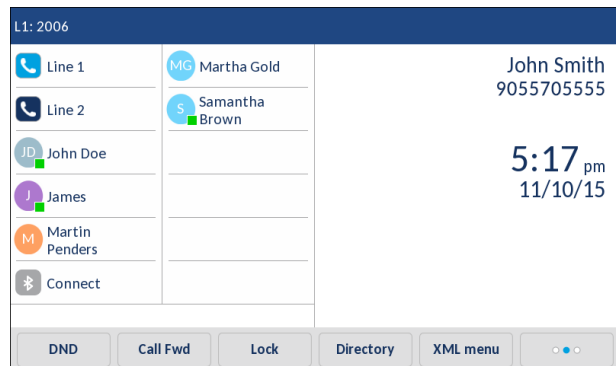 L1: 2006
Line 1
Line 2
JD John Doe
J James
M Martin
Penders
Connect
MG Martha Gold
S Samantha
Brown
John Smith
9055705555
5:17 pm
11/10/15
DND
Call Fwd
Lock
Directory
XML menu